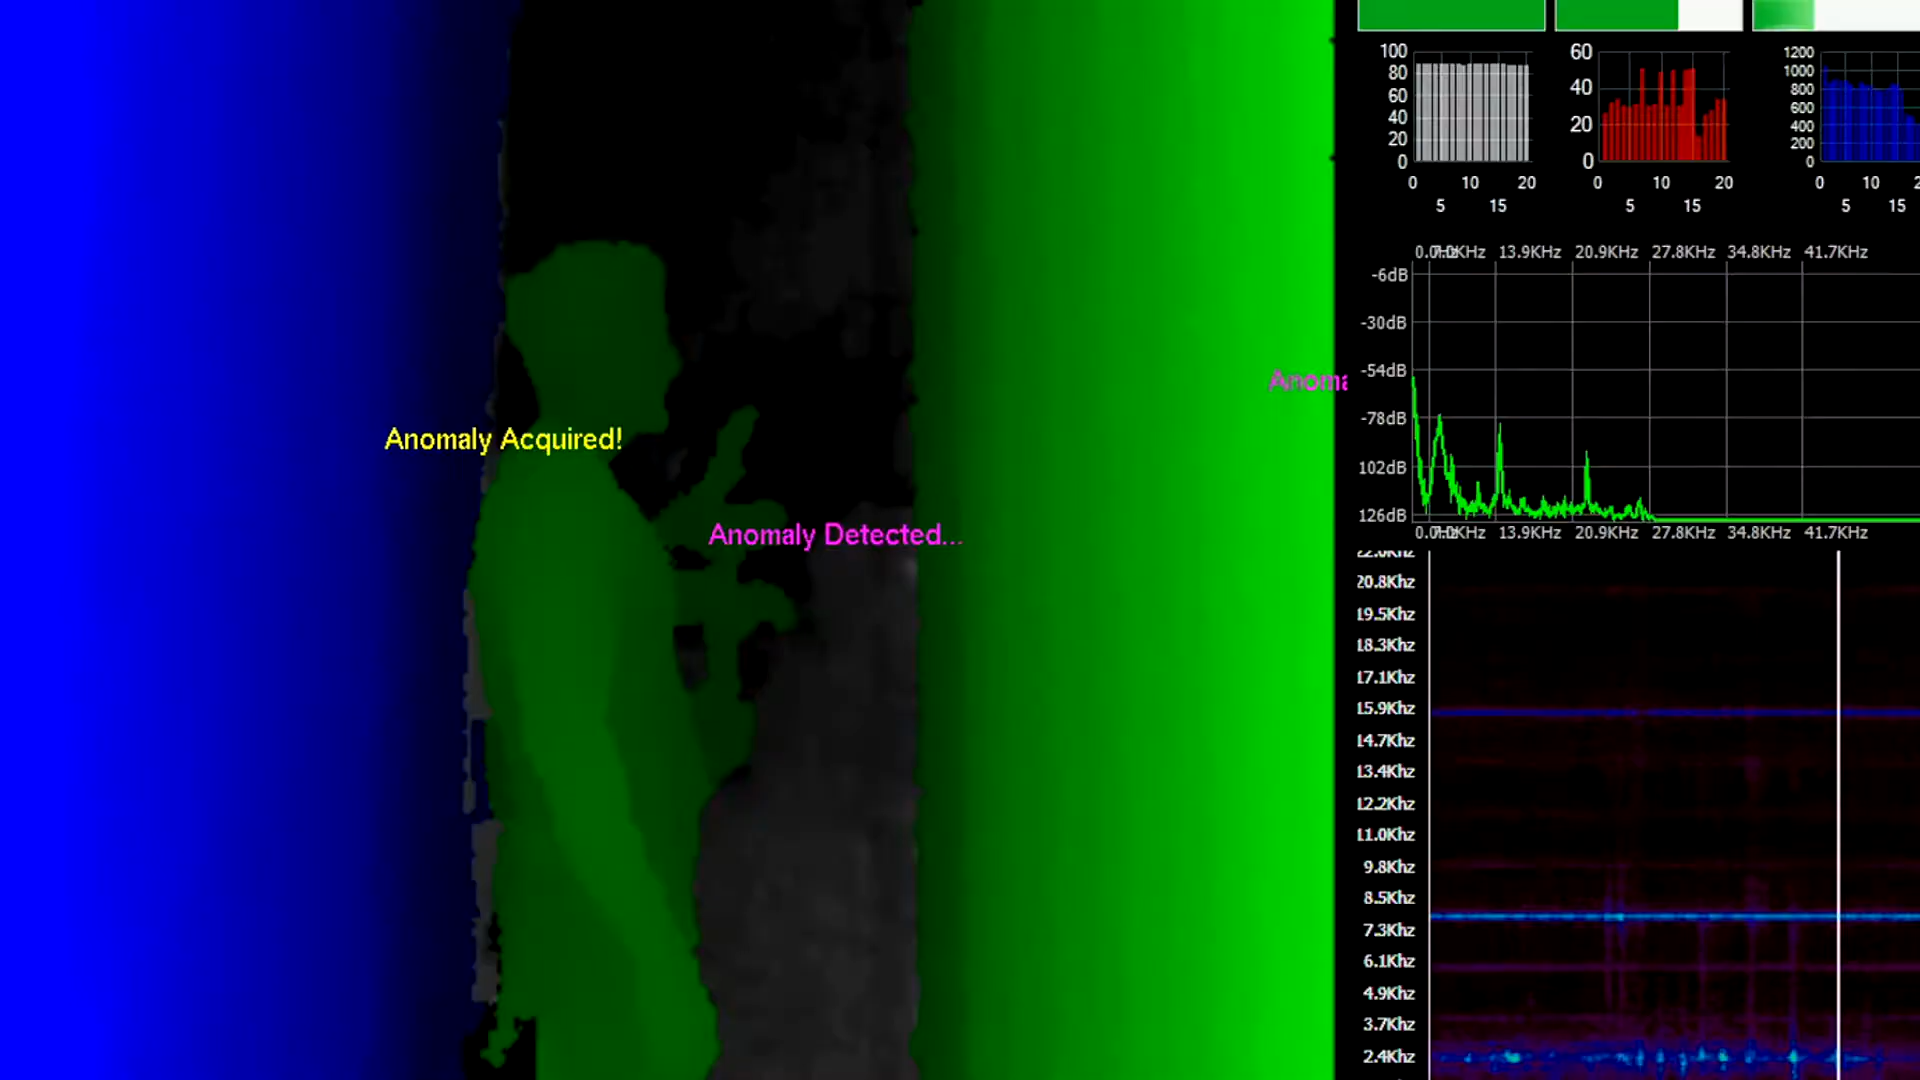 Anomaly Acquired!
Anomaly Detected...
Anoma
100
80
60
40
20
0
0 10 20
5 15
60
40
20
0
0 10 20
5 15
1200
1000
800
600
400
200
0
0 10
5 15
13.9KHz 20.9KHz 27.8KHz 34.8KHz 41.7KHz
-6dB
-30dB
-54dB
-78dB
102dB
126dB
13.9KHz 20.9KHz 27.8KHz 34.8KHz 41.7KHz
20.8Khz
19.5Khz
18.3Khz
17.1Khz
15.9Khz
14.7Khz
13.4Khz
12.2Khz
11.0Khz
9.8Khz
8.5Khz
7.3Khz
6.1Khz
4.9Khz
3.7Khz
2.4Khz